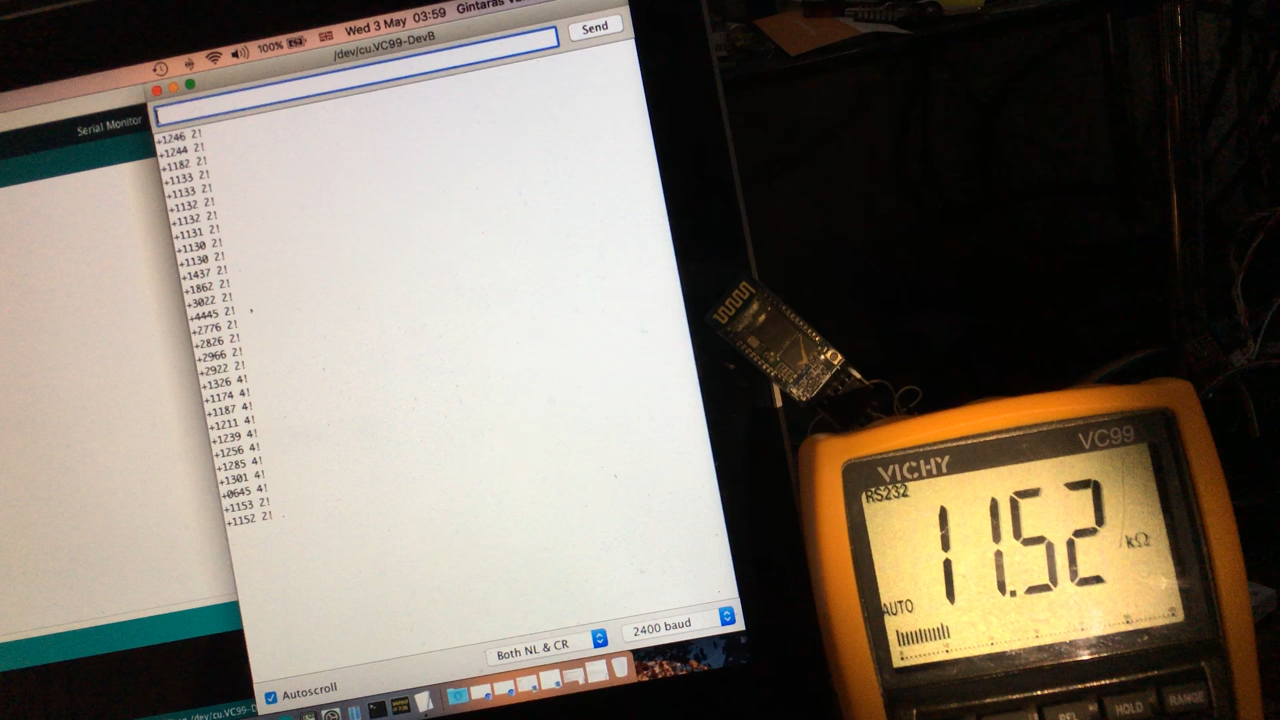 100% Wed 3 May 03:59 Gintaras
/dev/cu.VC99-DevB
Send
Serial Monitor
+1246 2!
+1244 2!
+1182 2!
+1133 2!
+1133 2!
+1132 2!
+1132 2!
+1131 2!
+1130 2!
+1130 2!
+1437 2!
+1862 2!
+3022 2!
+4445 2!
+2776 2!
+2826 2!
+2966 2!
+2922 2!
+1326 4!
+1174 4!
+1187 4!
+1211 4!
+1239 4!
+1256 4!
+1285 4!
+1301 4!
+0645 4!
+1153 2!
+1152 2!
Autoscroll
Both NL & CR
2400 baud
/dev/cu.VC99-D
VICHY
VC99
RS232
11.52
kΩ
AUTO
HOLD
RANGE